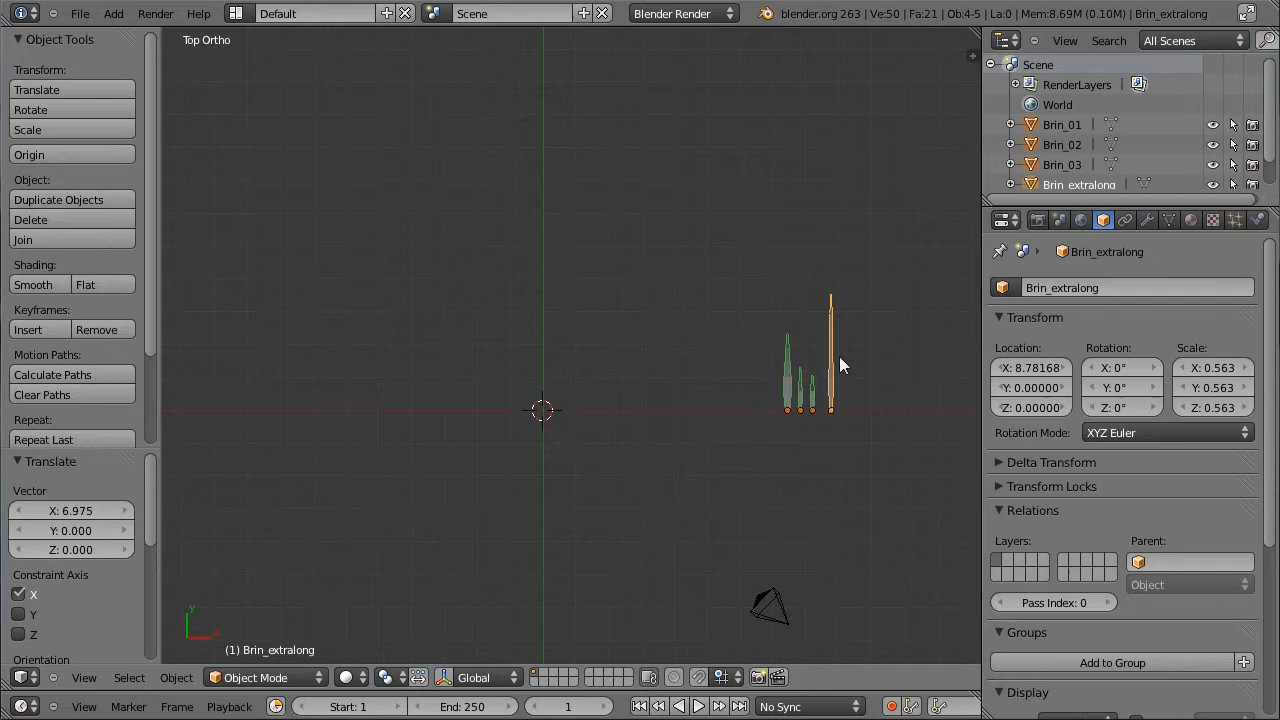 File Add Render Help Default Scene Blender Render blender.org 263 | Ve:50 | Fa:21 | Ob:4-5 | La:0 | Mem:8.69M (0.10M) | Brin_extralong
Object Tools
Transform:
Translate
Rotate
Scale
Origin
Object:
Duplicate Objects
Delete
Join
Shading:
Smooth Flat
Keyframes:
Insert Remove
Motion Paths:
Calculate Paths
Clear Paths
Repeat:
Repeat Last
Translate
Vector
X: 6.975
Y: 0.000
Z: 0.000
Constraint Axis
X
Y
Z
Orientation
Top Ortho
y
x
(1) Brin_extralong
View Select Object Object Mode Global
View Marker Frame Playback Start: 1 End: 250 1 No Sync
View Search All Scenes
Scene
RenderLayers |
World
Brin_01 |
Brin_02 |
Brin_03 |
Brin_extralong |
Brin_extralong
Brin_extralong
Transform
Location: Rotation: Scale:
X: 8.78168 X: 0° X: 0.563
Y: 0.00000 Y: 0° Y: 0.563
Z: 0.00000 Z: 0° Z: 0.563
Rotation Mode: XYZ Euler
Delta Transform
Transform Locks
Relations
Layers: Parent:
Object
Pass Index: 0
Groups
Add to Group
Display